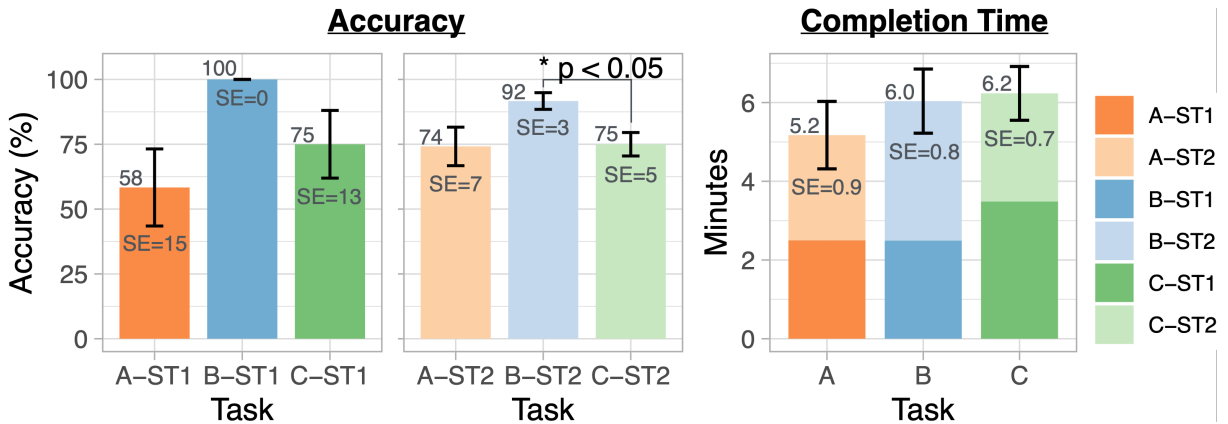 Accuracy
Completion Time
Accuracy (%)
100
75
50
25
0
100
SE=0
75
SE=13
58
SE=15
A–ST1 B–ST1 C–ST1
Task
* p < 0.05
92
SE=3
74
SE=7
75
SE=5
A–ST2 B–ST2 C–ST2
Task
Minutes
6
4
2
0
5.2
SE=0.9
6.0
SE=0.8
6.2
SE=0.7
A B C
Task
A–ST1
A–ST2
B–ST1
B–ST2
C–ST1
C–ST2